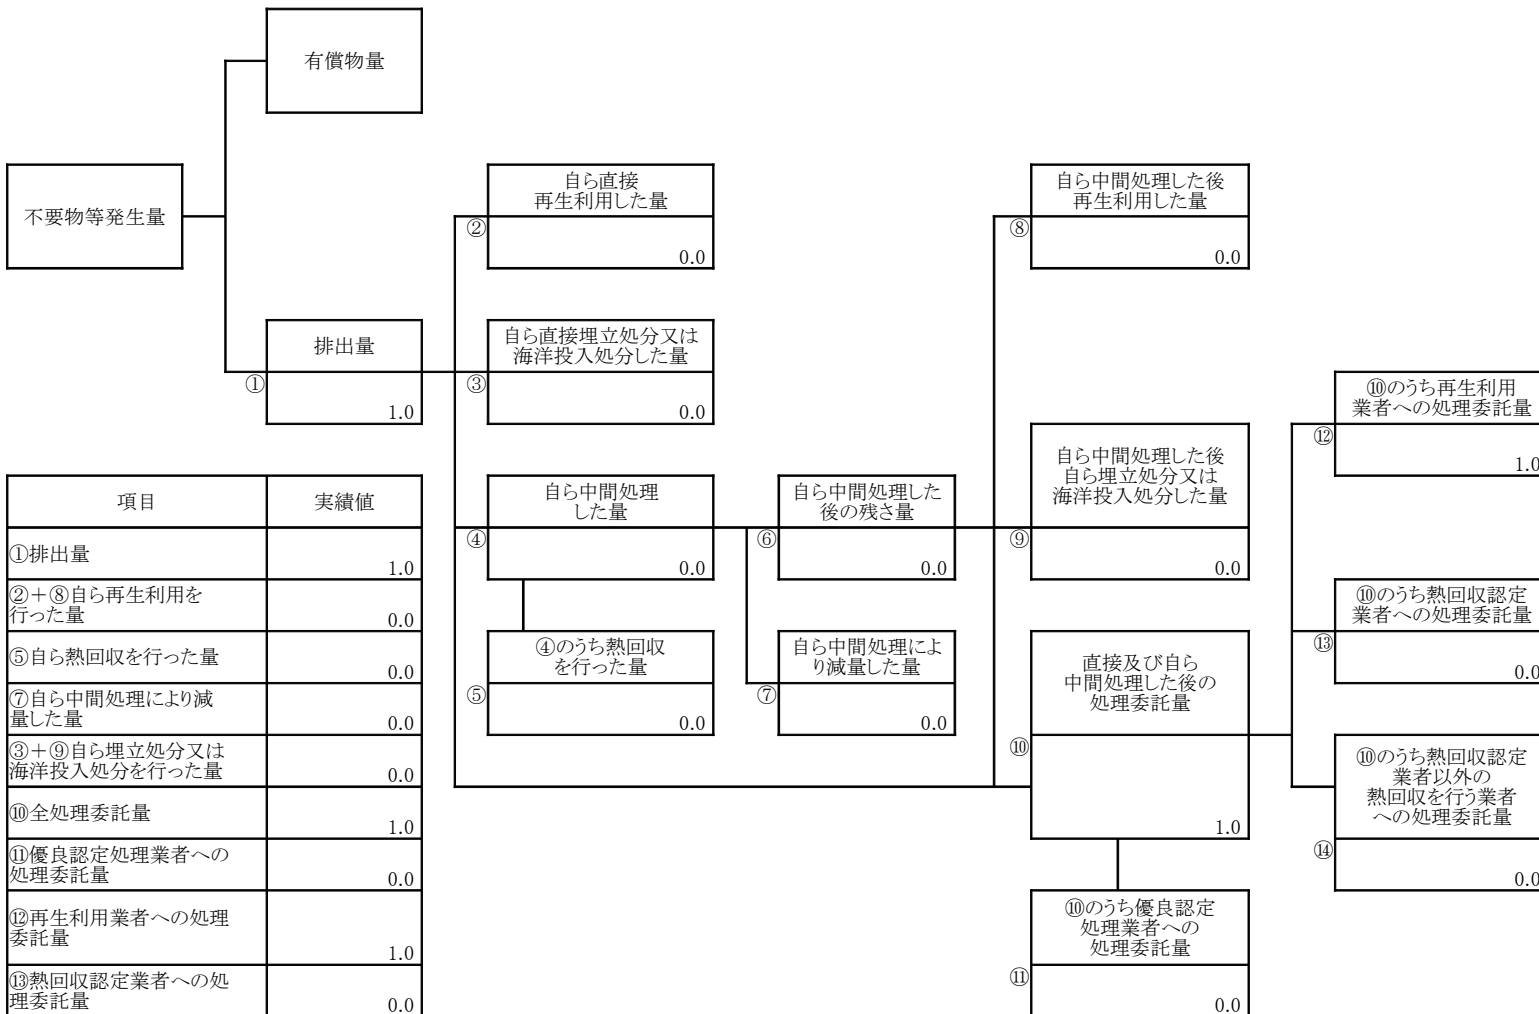 有償物量
不要物等発生量
自ら直接
再生利用した量
②
0.0
自ら中間処理した後
再生利用した量
⑧
0.0
排出量
①
1.0
自ら直接埋立処分又は
海洋投入処分した量
③
0.0
⑩のうち再生利用
業者への処理委託量
⑫
1.0
自ら中間処理
した量
④
0.0
自ら中間処理した
後の残さ量
⑥
0.0
自ら中間処理した後
自ら埋立処分又は
海洋投入処分した量
⑨
0.0
④のうち熱回収
を行った量
⑤
0.0
自ら中間処理によ
り減量した量
⑦
0.0
直接及び自ら
中間処理した後の
処理委託量
⑩
1.0
⑩のうち熱回収認定
業者への処理委託量
⑬
0.0
⑩のうち熱回収認定
業者以外の
熱回収を行う業者
への処理委託量
⑭
0.0
⑩のうち優良認定
処理業者への
処理委託量
⑪
0.0
項目 実績値
①排出量
1.0
②＋⑧自ら再生利用を
行った量
0.0
⑤自ら熱回収を行った量
0.0
⑦自ら中間処理により減
量した量
0.0
③＋⑨自ら埋立処分又は
海洋投入処分を行った量
0.0
⑩全処理委託量
1.0
⑪優良認定処理業者への
処理委託量
0.0
⑫再生利用業者への処理
委託量
1.0
⑬熱回収認定業者への処
理委託量
0.0